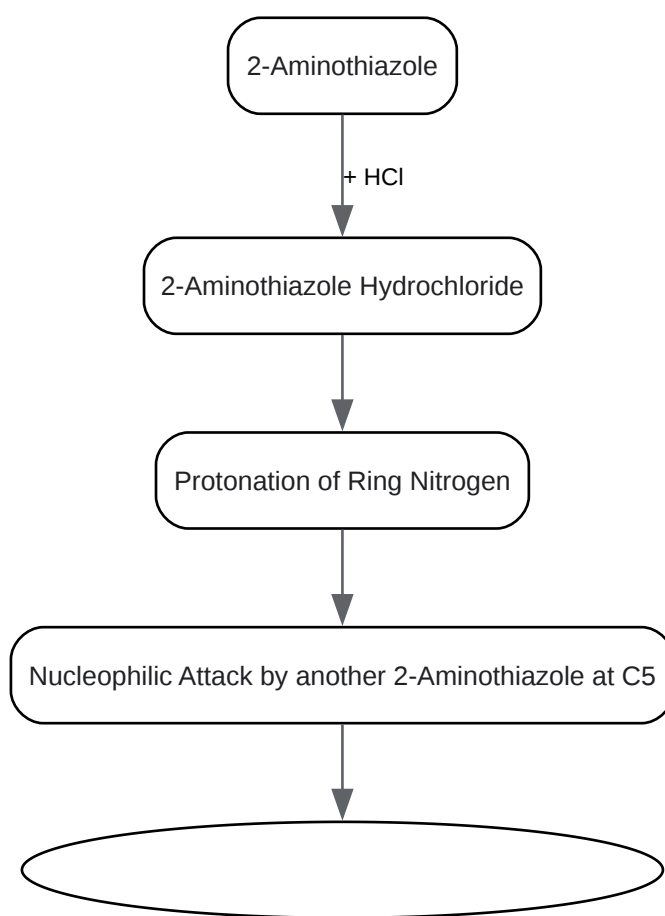 2-Aminothiazole
+ HCl
2-Aminothiazole Hydrochloride
Protonation of Ring Nitrogen
Nucleophilic Attack by another 2-Aminothiazole at C5